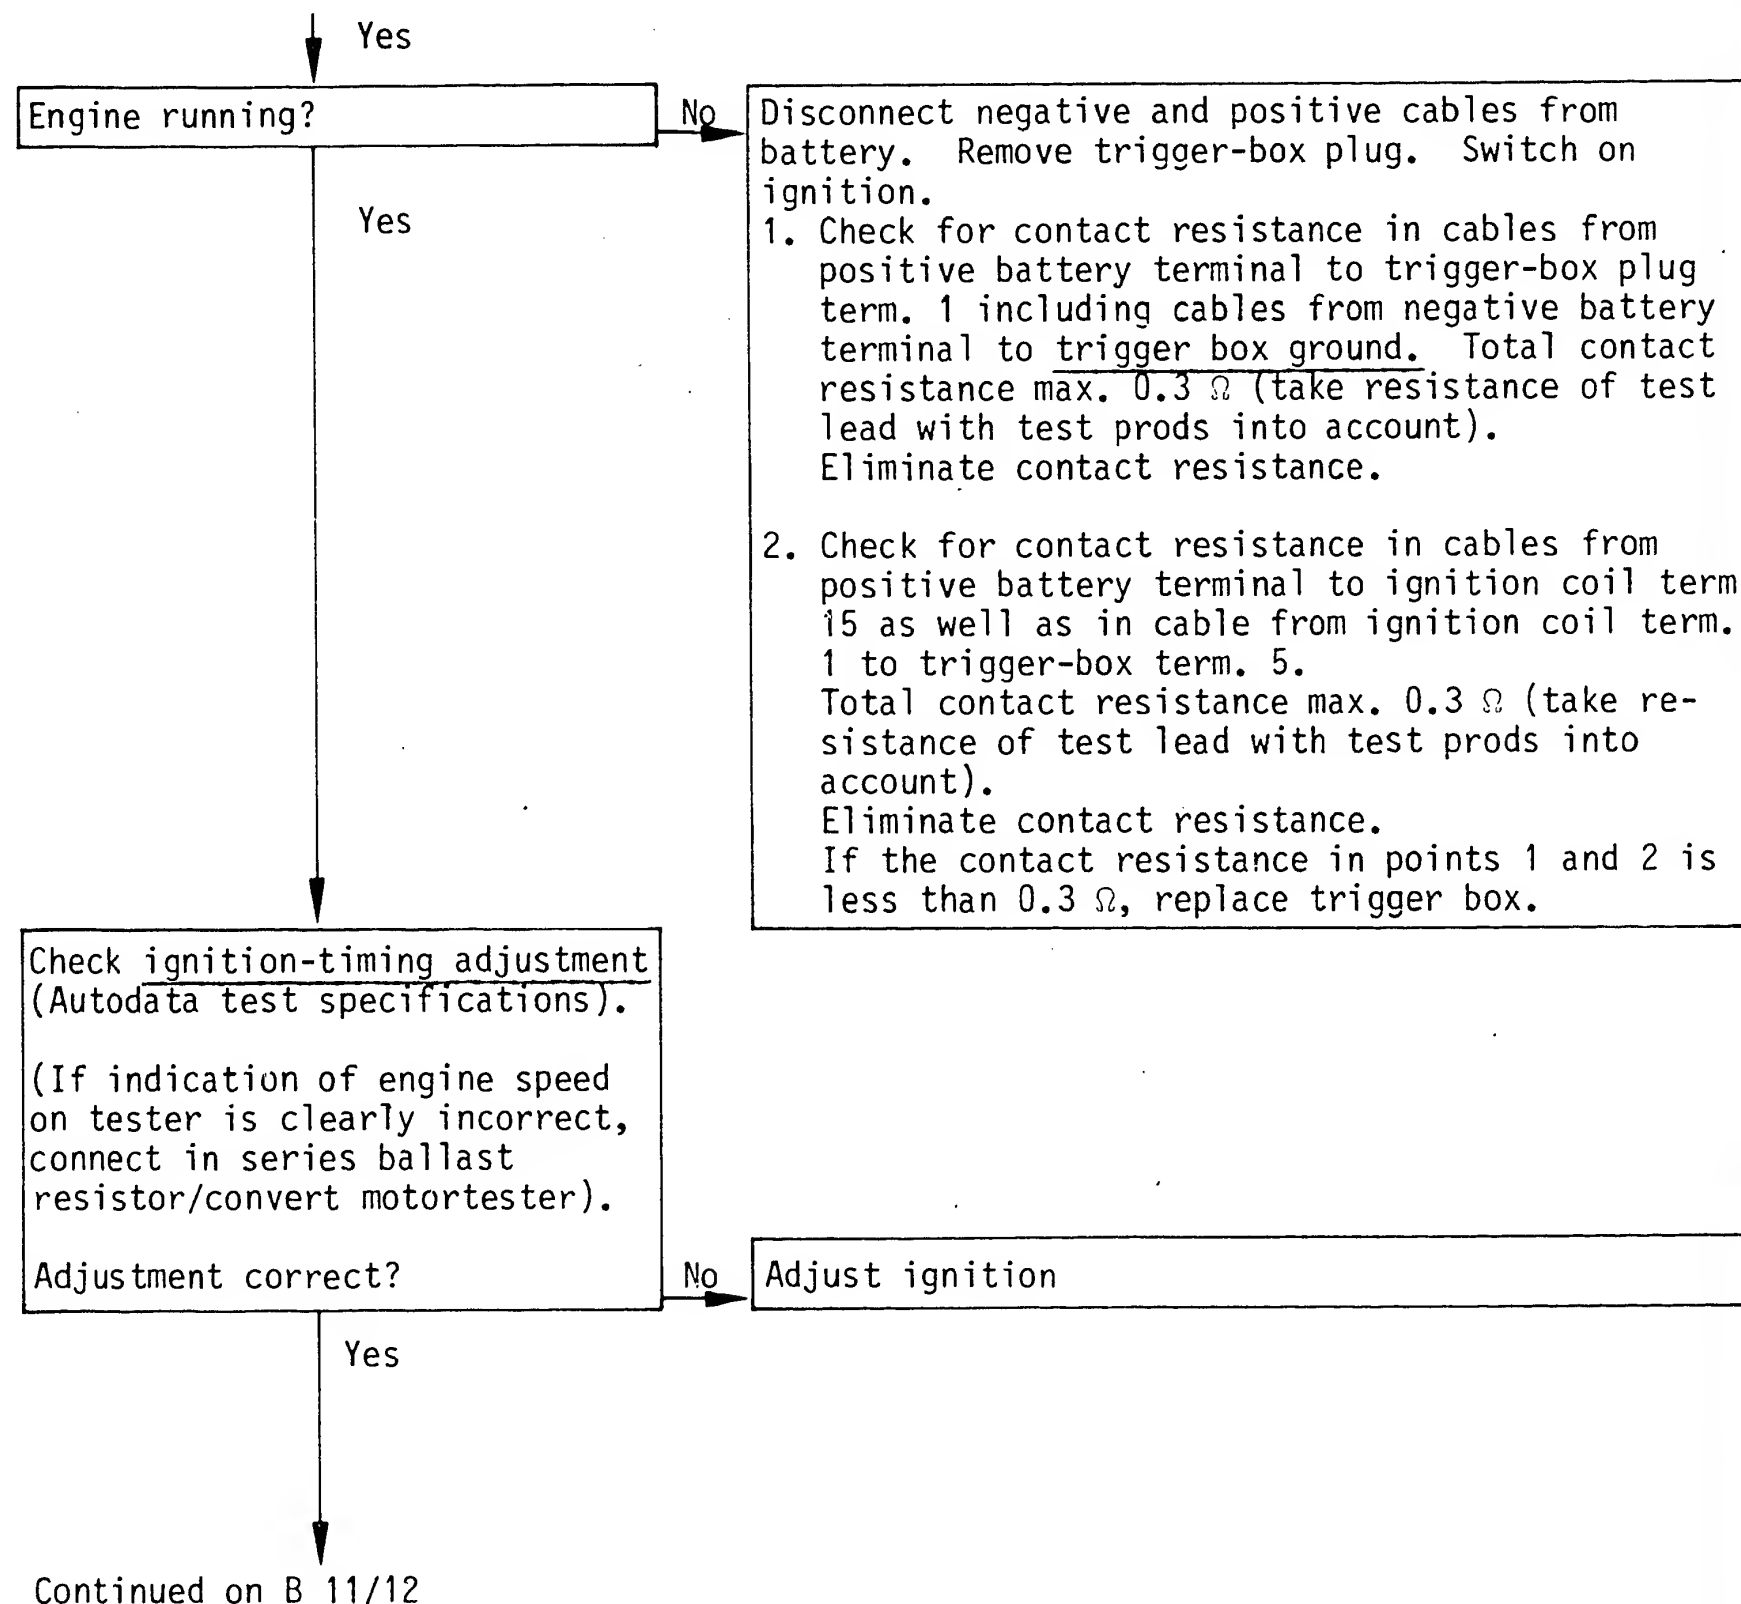 Yes
Engine running?
No
Disconnect negative and positive cables from
battery. Remove trigger-box plug. Switch on
ignition.
1. Check for contact resistance in cables from
positive battery terminal to trigger-box plug
term. 1 including cables from negative battery
terminal to trigger box ground. Total contact
resistance max. 0.3 Ω (take resistance of test
lead with test prods into account).
Eliminate contact resistance.
2. Check for contact resistance in cables from
positive battery terminal to ignition coil term
15 as well as in cable from ignition coil term.
1 to trigger-box term. 5.
Total contact resistance max. 0.3 Ω (take re-
sistance of test lead with test prods into
account).
Eliminate contact resistance.
If the contact resistance in points 1 and 2 is
less than 0.3 Ω, replace trigger box.
Yes
Check ignition-timing adjustment
(Autodata test specifications).
(If indication of engine speed
on tester is clearly incorrect,
connect in series ballast
resistor/convert motortester).
Adjustment correct?
No
Adjust ignition
Yes
Continued on B 11/12